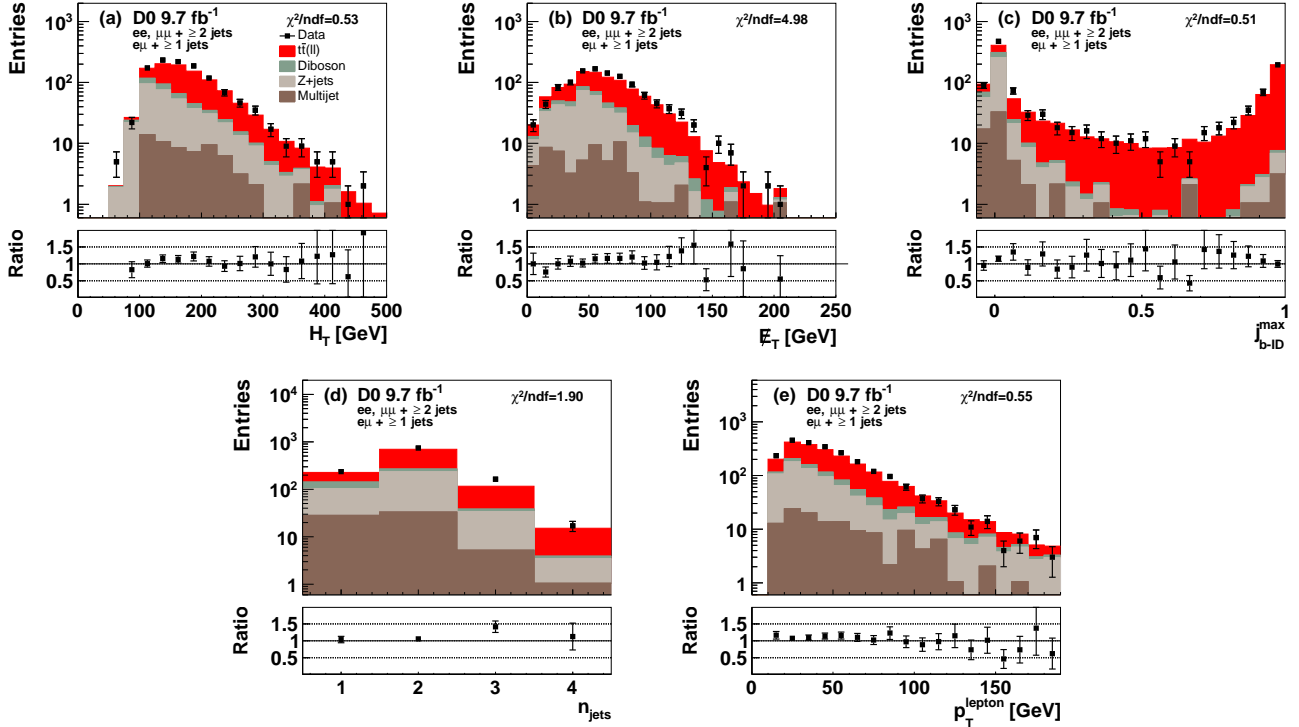 (a) D0 9.7 fb⁻¹ χ²/ndf=0.53
ee, μμ + ≥ 2 jets
eμ + ≥ 1 jets
Data
tt̄(ll)
Diboson
Z+jets
Multijet
Entries
10³
10²
10
1
Ratio
1.5
1
0.5
0 100 200 300 400 500
H_T [GeV]
(b) D0 9.7 fb⁻¹ χ²/ndf=4.98
ee, μμ + ≥ 2 jets
eμ + ≥ 1 jets
Entries
10³
10²
10
1
Ratio
1.5
1
0.5
0 50 100 150 200 250
E̸_T [GeV]
(c) D0 9.7 fb⁻¹ χ²/ndf=0.51
ee, μμ + ≥ 2 jets
eμ + ≥ 1 jets
Entries
10³
10²
10
1
Ratio
1.5
1
0.5
0 0.5 1
j_b-ID^max
(d) D0 9.7 fb⁻¹ χ²/ndf=1.90
ee, μμ + ≥ 2 jets
eμ + ≥ 1 jets
Entries
10⁴
10³
10²
10
1
Ratio
1.5
1
0.5
1 2 3 4
n_jets
(e) D0 9.7 fb⁻¹ χ²/ndf=0.55
ee, μμ + ≥ 2 jets
eμ + ≥ 1 jets
Entries
10³
10²
10
1
Ratio
1.5
1
0.5
0 50 100 150
p_T^lepton [GeV]